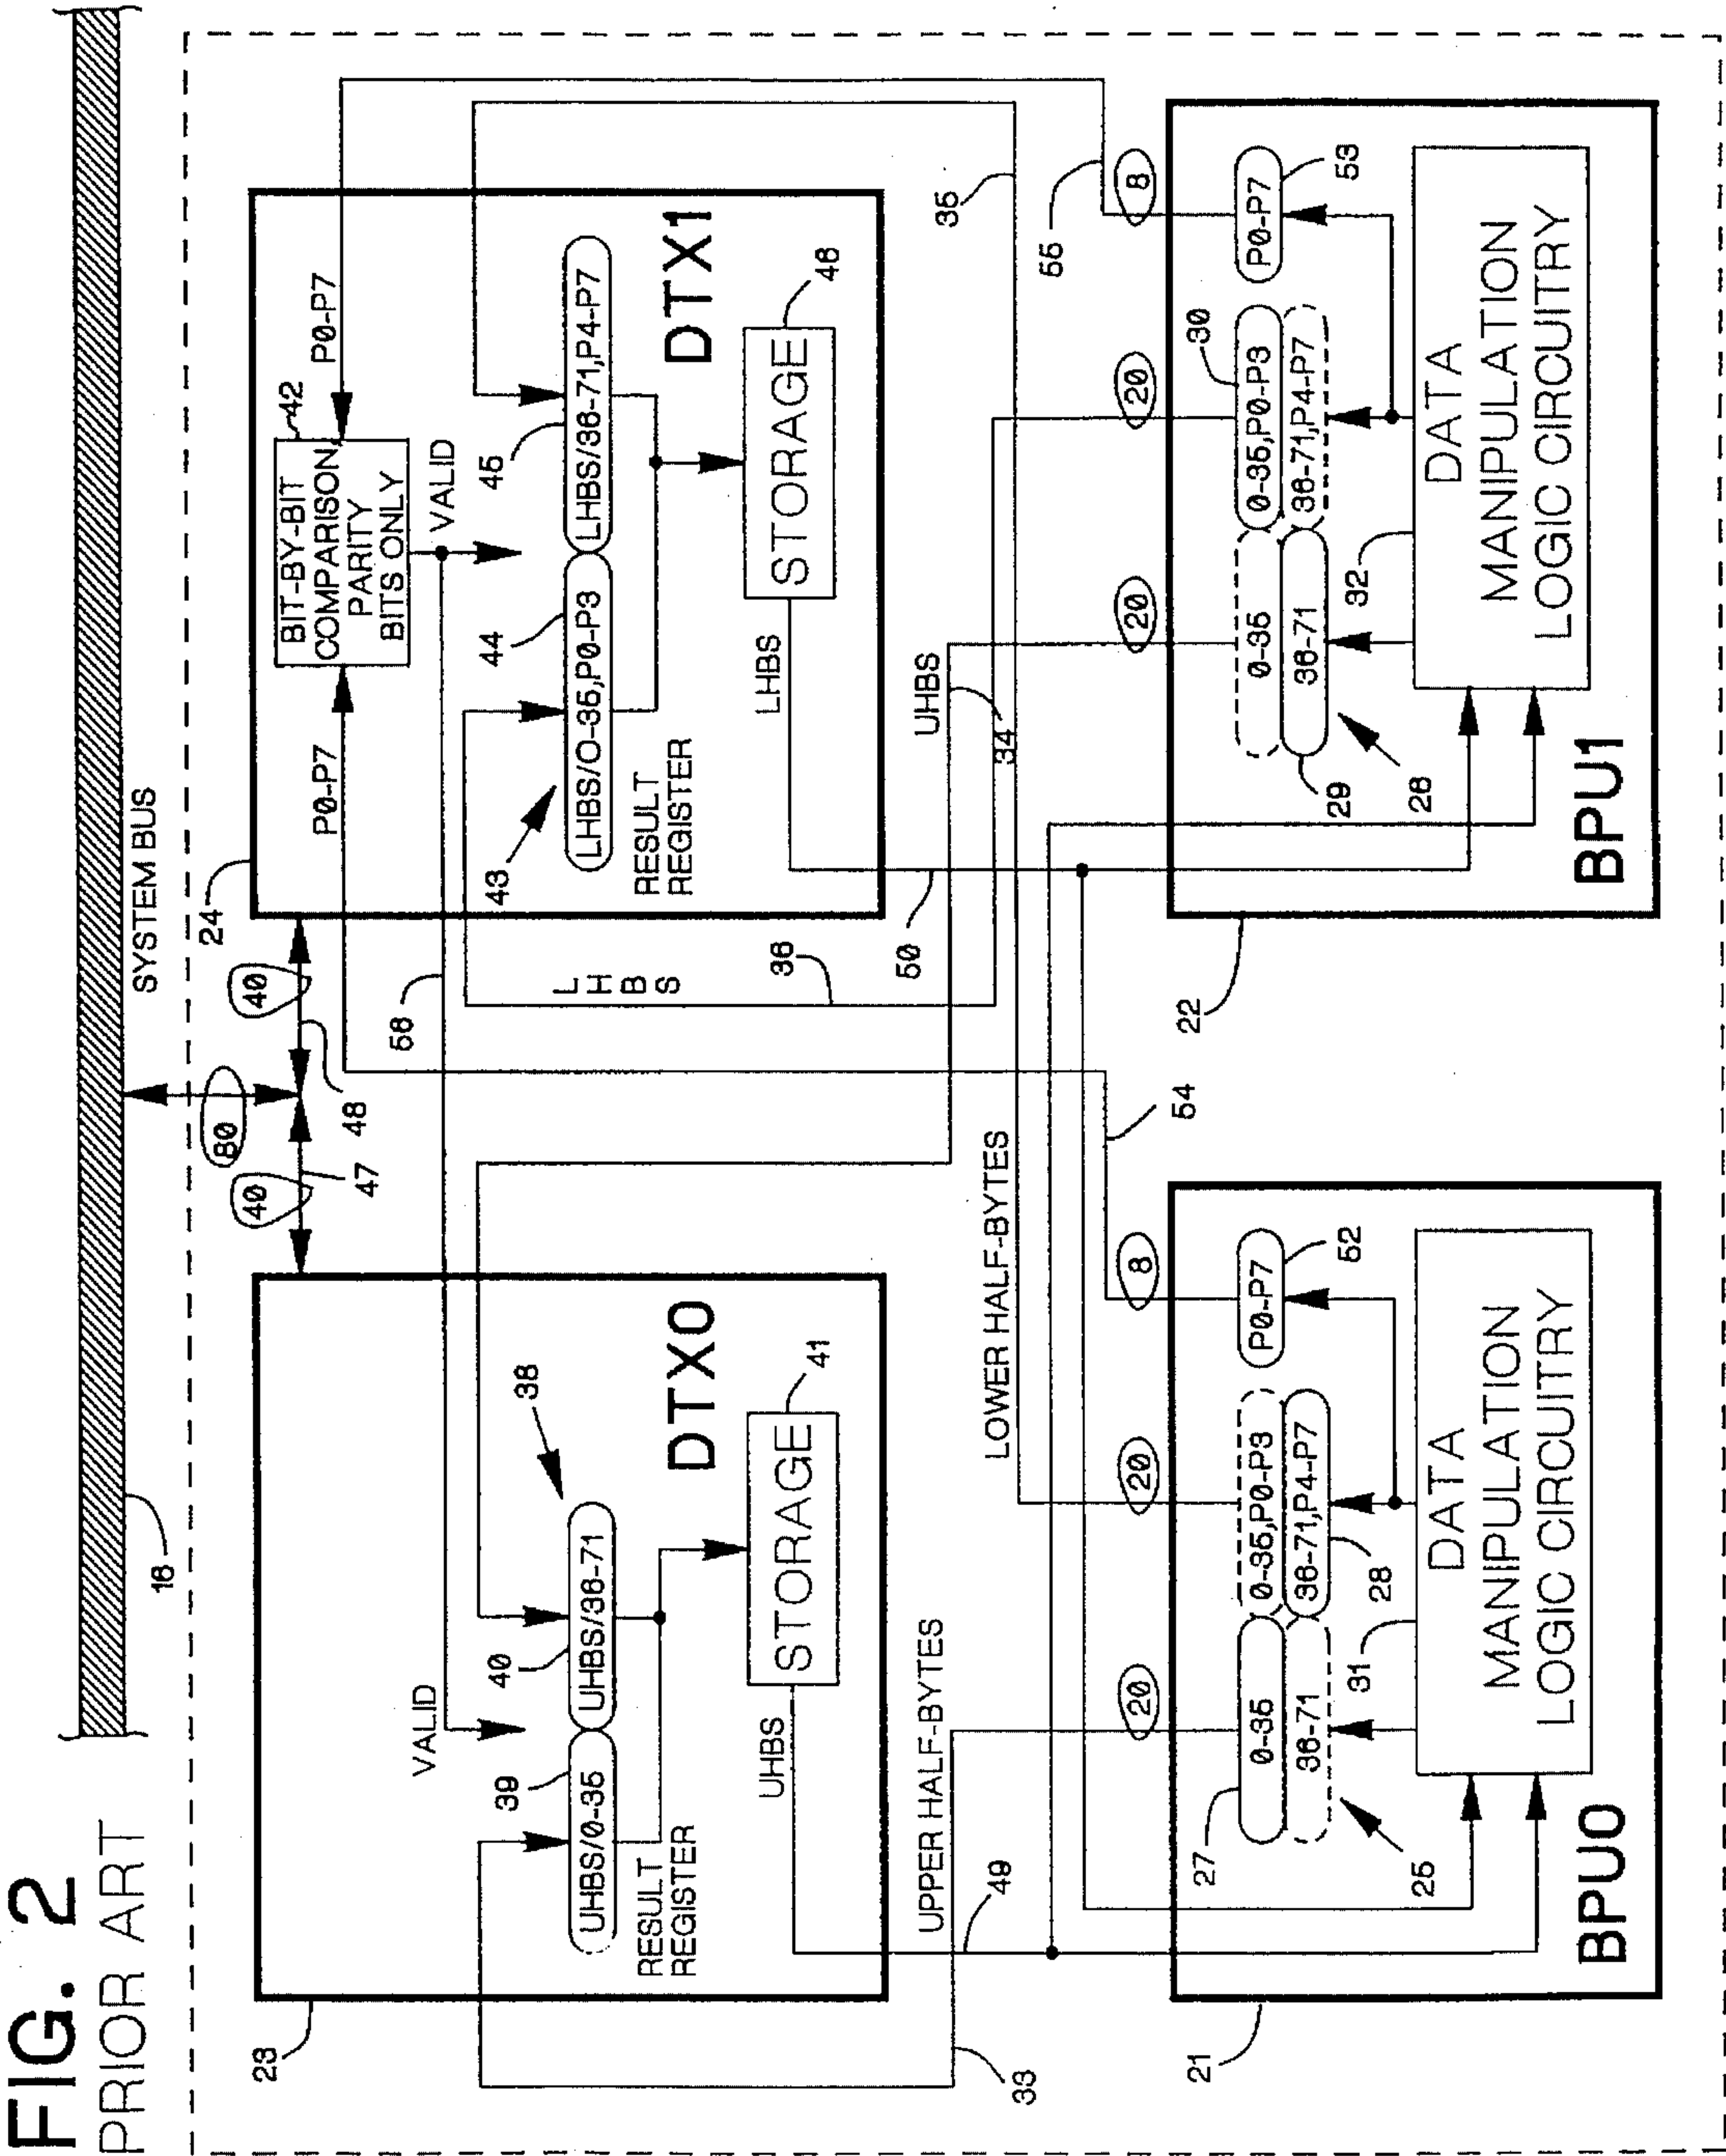 FIG. 2
PRIOR ART
16
SYSTEM BUS
80
40
40
47
48
23
24
VALID
56
P0-P7
BIT-BY-BIT
COMPARISON,
PARITY
BITS ONLY
42
P0-P7
VALID
39
UHBS/0-35
40
UHBS/36-71
38
RESULT
REGISTER
DTX0
UHBS
STORAGE
41
43
LHBS/0-35,P0-P3
44
LHBS/36-71,P4-P7
45
RESULT
REGISTER
DTX1
LHBS
STORAGE
46
LHBS
36
33
UPPER HALF-BYTES
49
LOWER HALF-BYTES
54
50
UHBS
34
35
55
20
20
8
20
20
8
21
27
0-35
36-71
25
0-35,P0-P3
36-71,P4-P7
28
P0-P7
52
31
DATA
MANIPULATION
LOGIC CIRCUITRY
BPU0
22
0-35
36-71
29
26
30
0-35,P0-P3
36-71,P4-P7
P0-P7
53
32
DATA
MANIPULATION
LOGIC CIRCUITRY
BPU1